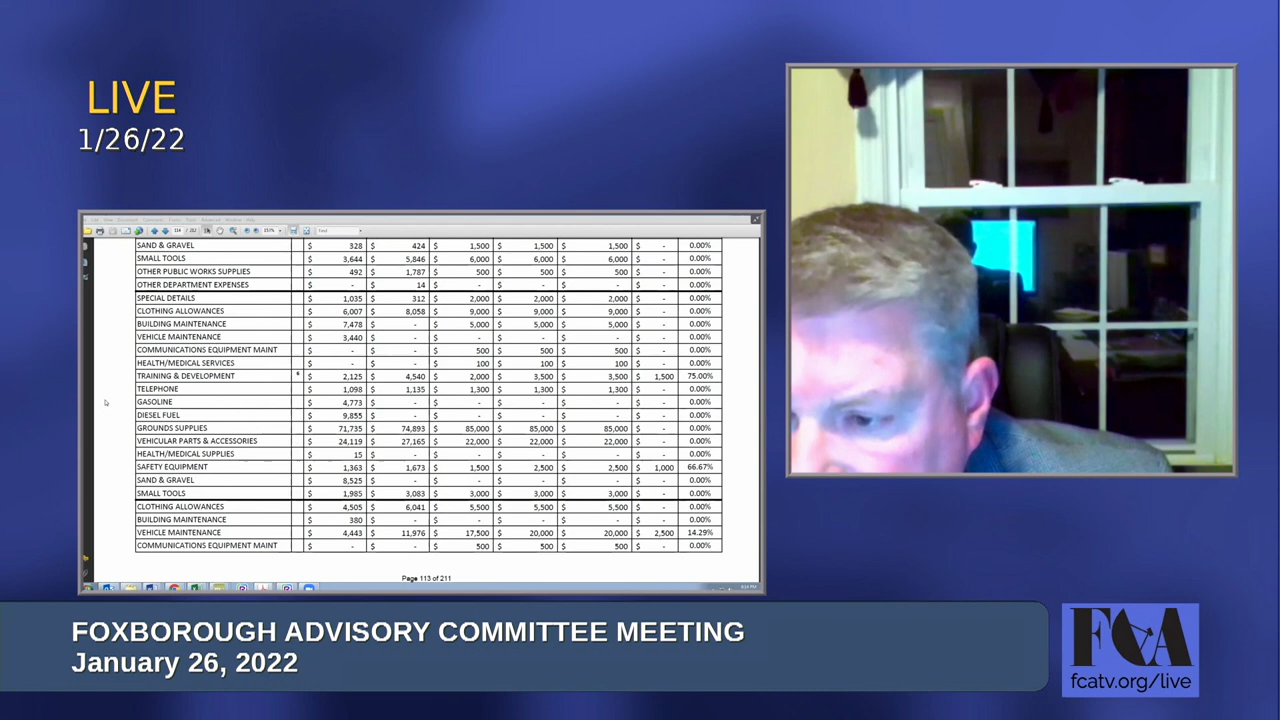 LIVE
1/26/22
114 / 212
151%
SAND & GRAVEL $ 328 $ 424 $ 1,500 $ 1,500 $ 1,500 $ - 0.00%
SMALL TOOLS $ 3,644 $ 5,846 $ 6,000 $ 6,000 $ 6,000 $ - 0.00%
OTHER PUBLIC WORKS SUPPLIES $ 492 $ 1,787 $ 500 $ 500 $ 500 $ - 0.00%
OTHER DEPARTMENT EXPENSES $ - $ 14 $ - $ - $ - $ - 0.00%
SPECIAL DETAILS $ 1,035 $ 312 $ 2,000 $ 2,000 $ 2,000 $ - 0.00%
CLOTHING ALLOWANCES $ 6,007 $ 8,058 $ 9,000 $ 9,000 $ 9,000 $ - 0.00%
BUILDING MAINTENANCE $ 7,478 $ - $ 5,000 $ 5,000 $ 5,000 $ - 0.00%
VEHICLE MAINTENANCE $ 3,440 $ - $ - $ - $ - $ - 0.00%
COMMUNICATIONS EQUIPMENT MAINT $ - $ - $ 500 $ 500 $ 500 $ - 0.00%
HEALTH/MEDICAL SERVICES $ - $ - $ 100 $ 100 $ 100 $ - 0.00%
TRAINING & DEVELOPMENT $ 2,125 $ 4,540 $ 2,000 $ 3,500 $ 3,500 $ 1,500 75.00%
TELEPHONE $ 1,098 $ 1,135 $ 1,300 $ 1,300 $ 1,300 $ - 0.00%
GASOLINE $ 4,773 $ - $ - $ - $ - $ - 0.00%
DIESEL FUEL $ 9,855 $ - $ - $ - $ - $ - 0.00%
GROUNDS SUPPLIES $ 71,735 $ 74,893 $ 85,000 $ 85,000 $ 85,000 $ - 0.00%
VEHICULAR PARTS & ACCESSORIES $ 24,119 $ 27,165 $ 22,000 $ 22,000 $ 22,000 $ - 0.00%
HEALTH/MEDICAL SUPPLIES $ 15 $ - $ - $ - $ - $ - 0.00%
SAFETY EQUIPMENT $ 1,363 $ 1,673 $ 1,500 $ 2,500 $ 2,500 $ 1,000 66.67%
SAND & GRAVEL $ 8,525 $ - $ - $ - $ - $ - 0.00%
SMALL TOOLS $ 1,985 $ 3,083 $ 3,000 $ 3,000 $ 3,000 $ - 0.00%
CLOTHING ALLOWANCES $ 4,505 $ 6,041 $ 5,500 $ 5,500 $ 5,500 $ - 0.00%
BUILDING MAINTENANCE $ 380 $ - $ - $ - $ - $ - 0.00%
VEHICLE MAINTENANCE $ 4,443 $ 11,976 $ 17,500 $ 20,000 $ 20,000 $ 2,500 14.29%
COMMUNICATIONS EQUIPMENT MAINT $ - $ - $ 500 $ 500 $ 500 $ - 0.00%
Page 113 of 211
FOXBOROUGH ADVISORY COMMITTEE MEETING
January 26, 2022
FCA
fcatv.org/live